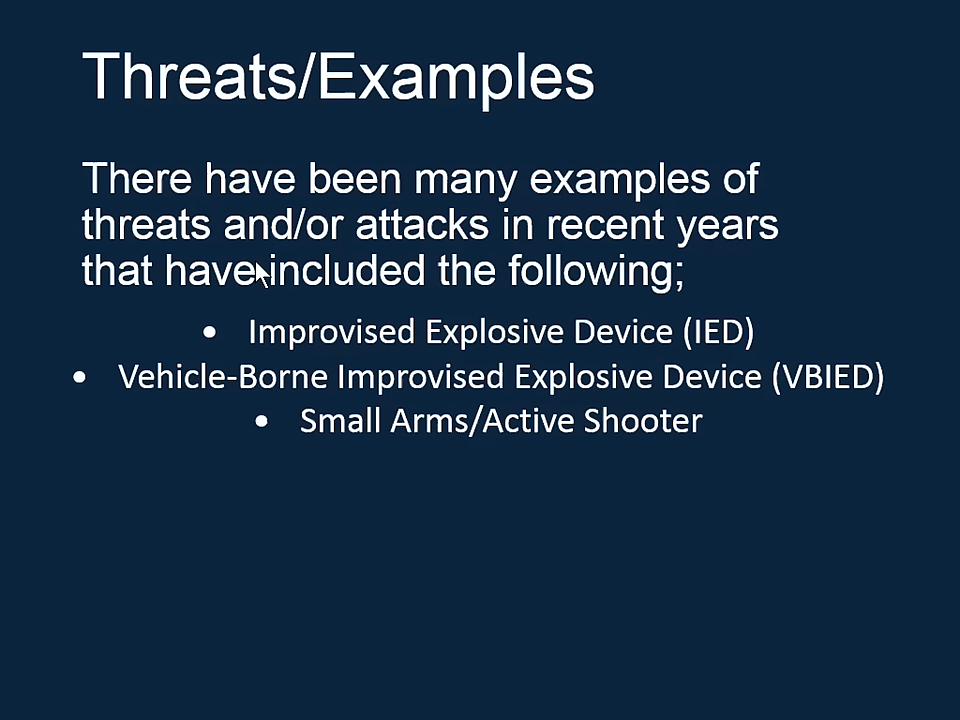 Threats/Examples
There have been many examples of
threats and/or attacks in recent years
that have included the following;
• Improvised Explosive Device (IED)
• Vehicle-Borne Improvised Explosive Device (VBIED)
• Small Arms/Active Shooter